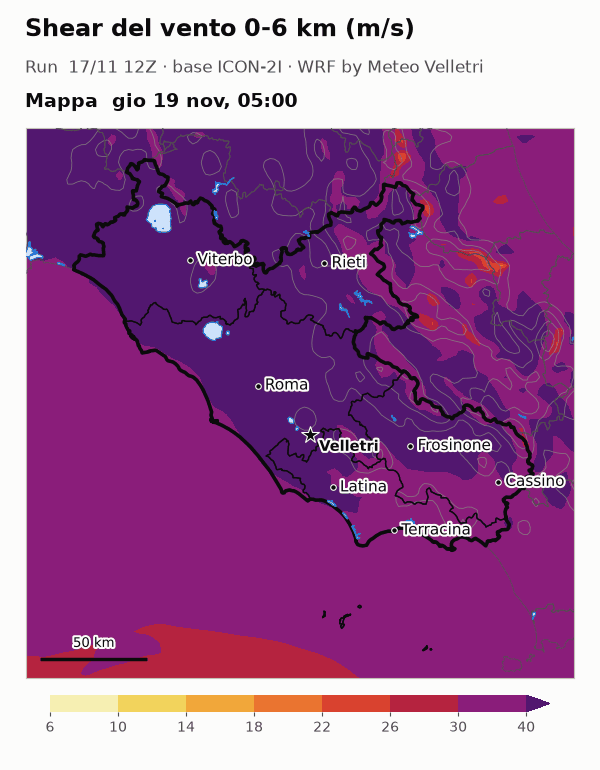 Shear del vento 0-6 km (m/s)
Run  17/11 12Z · base ICON-2I · WRF by Meteo Velletri
Mappa  gio 19 nov, 05:00
Viterbo
Rieti
Roma
Velletri
Frosinone
Latina
Cassino
Terracina
50 km
6 10 14 18 22 26 30 40